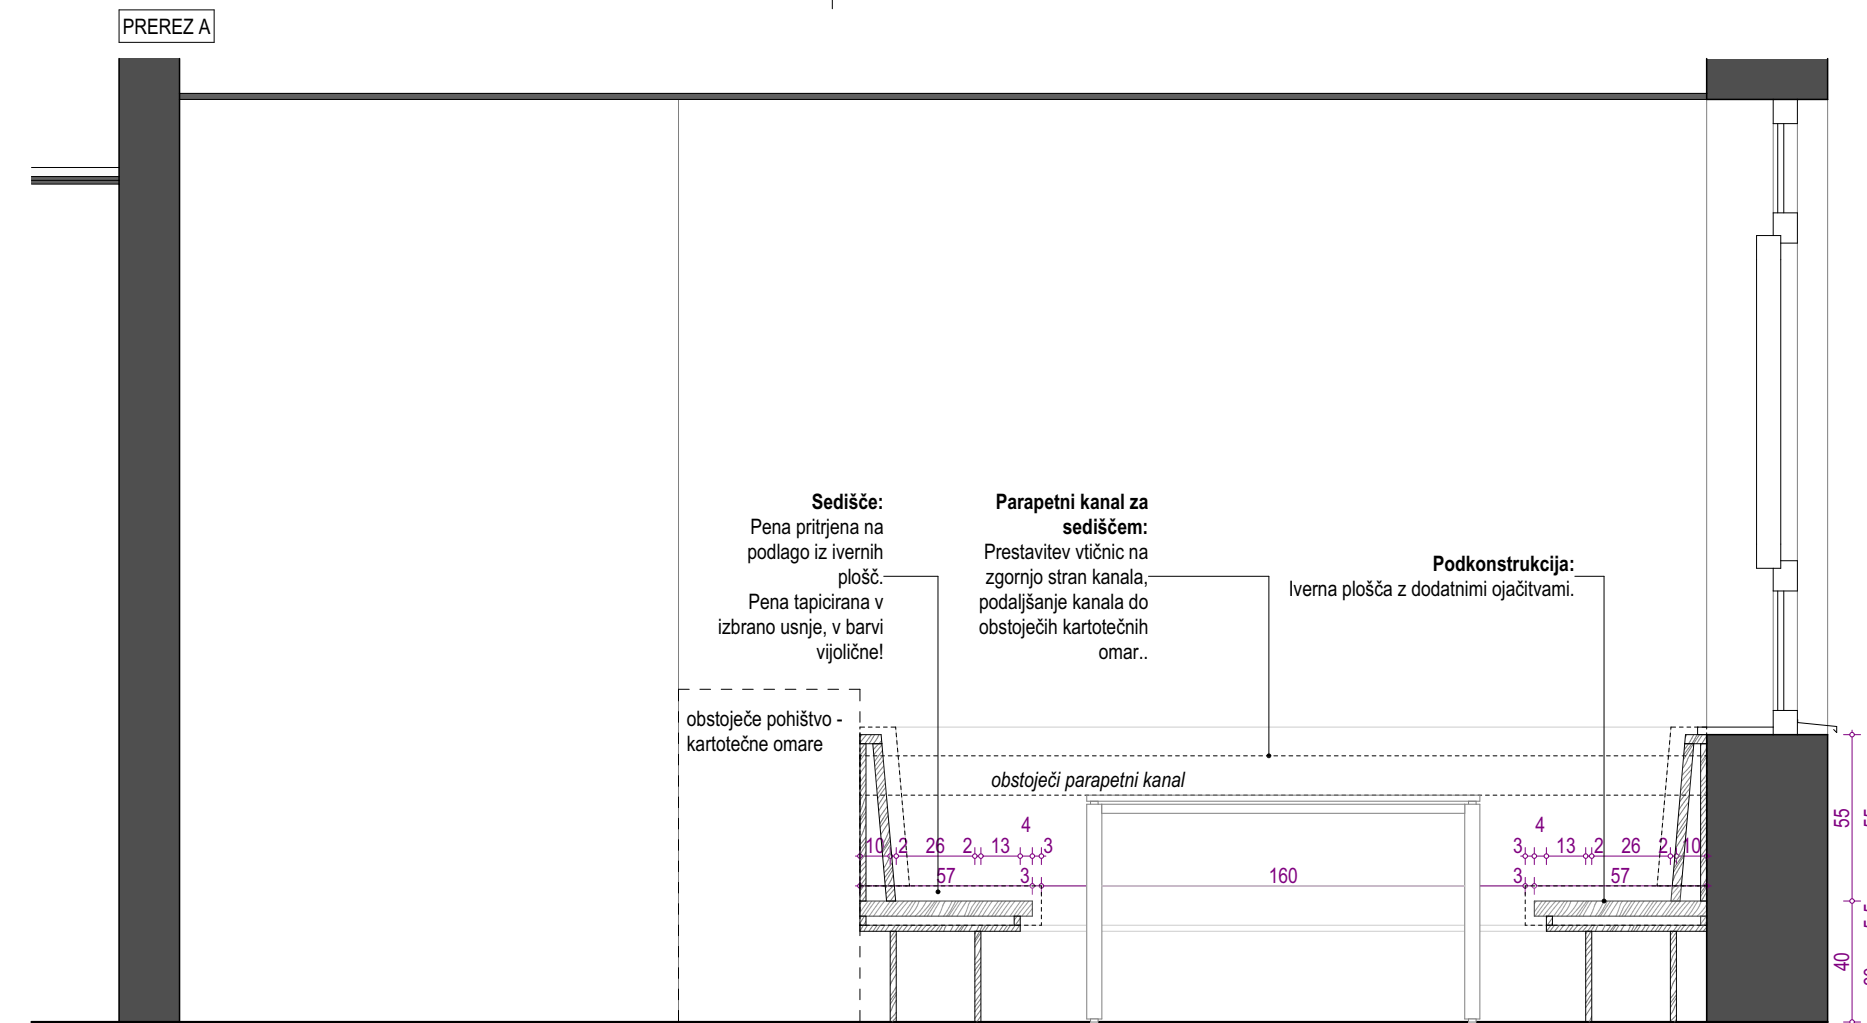 PREREZ A
Sedišče:
Pena pritrjena na
podlago iz ivernih
plošč.
Pena tapicirana v
izbrano usnje, v barvi
vijolične!
Parapetni kanal za
sediščem:
Prestavitev vtičnic na
zgornjo stran kanala,
podaljšanje kanala do
obstoječih kartotečnih
omar..
Podkonstrukcija:
Iverna plošča z dodatnimi ojačitvami.
obstoječe pohištvo -
kartotečne omare
obstoječi parapetni kanal
4
10 2 26 2 13 3
57 3
160
4
3 13 2 26 2 10
3 57
55
40